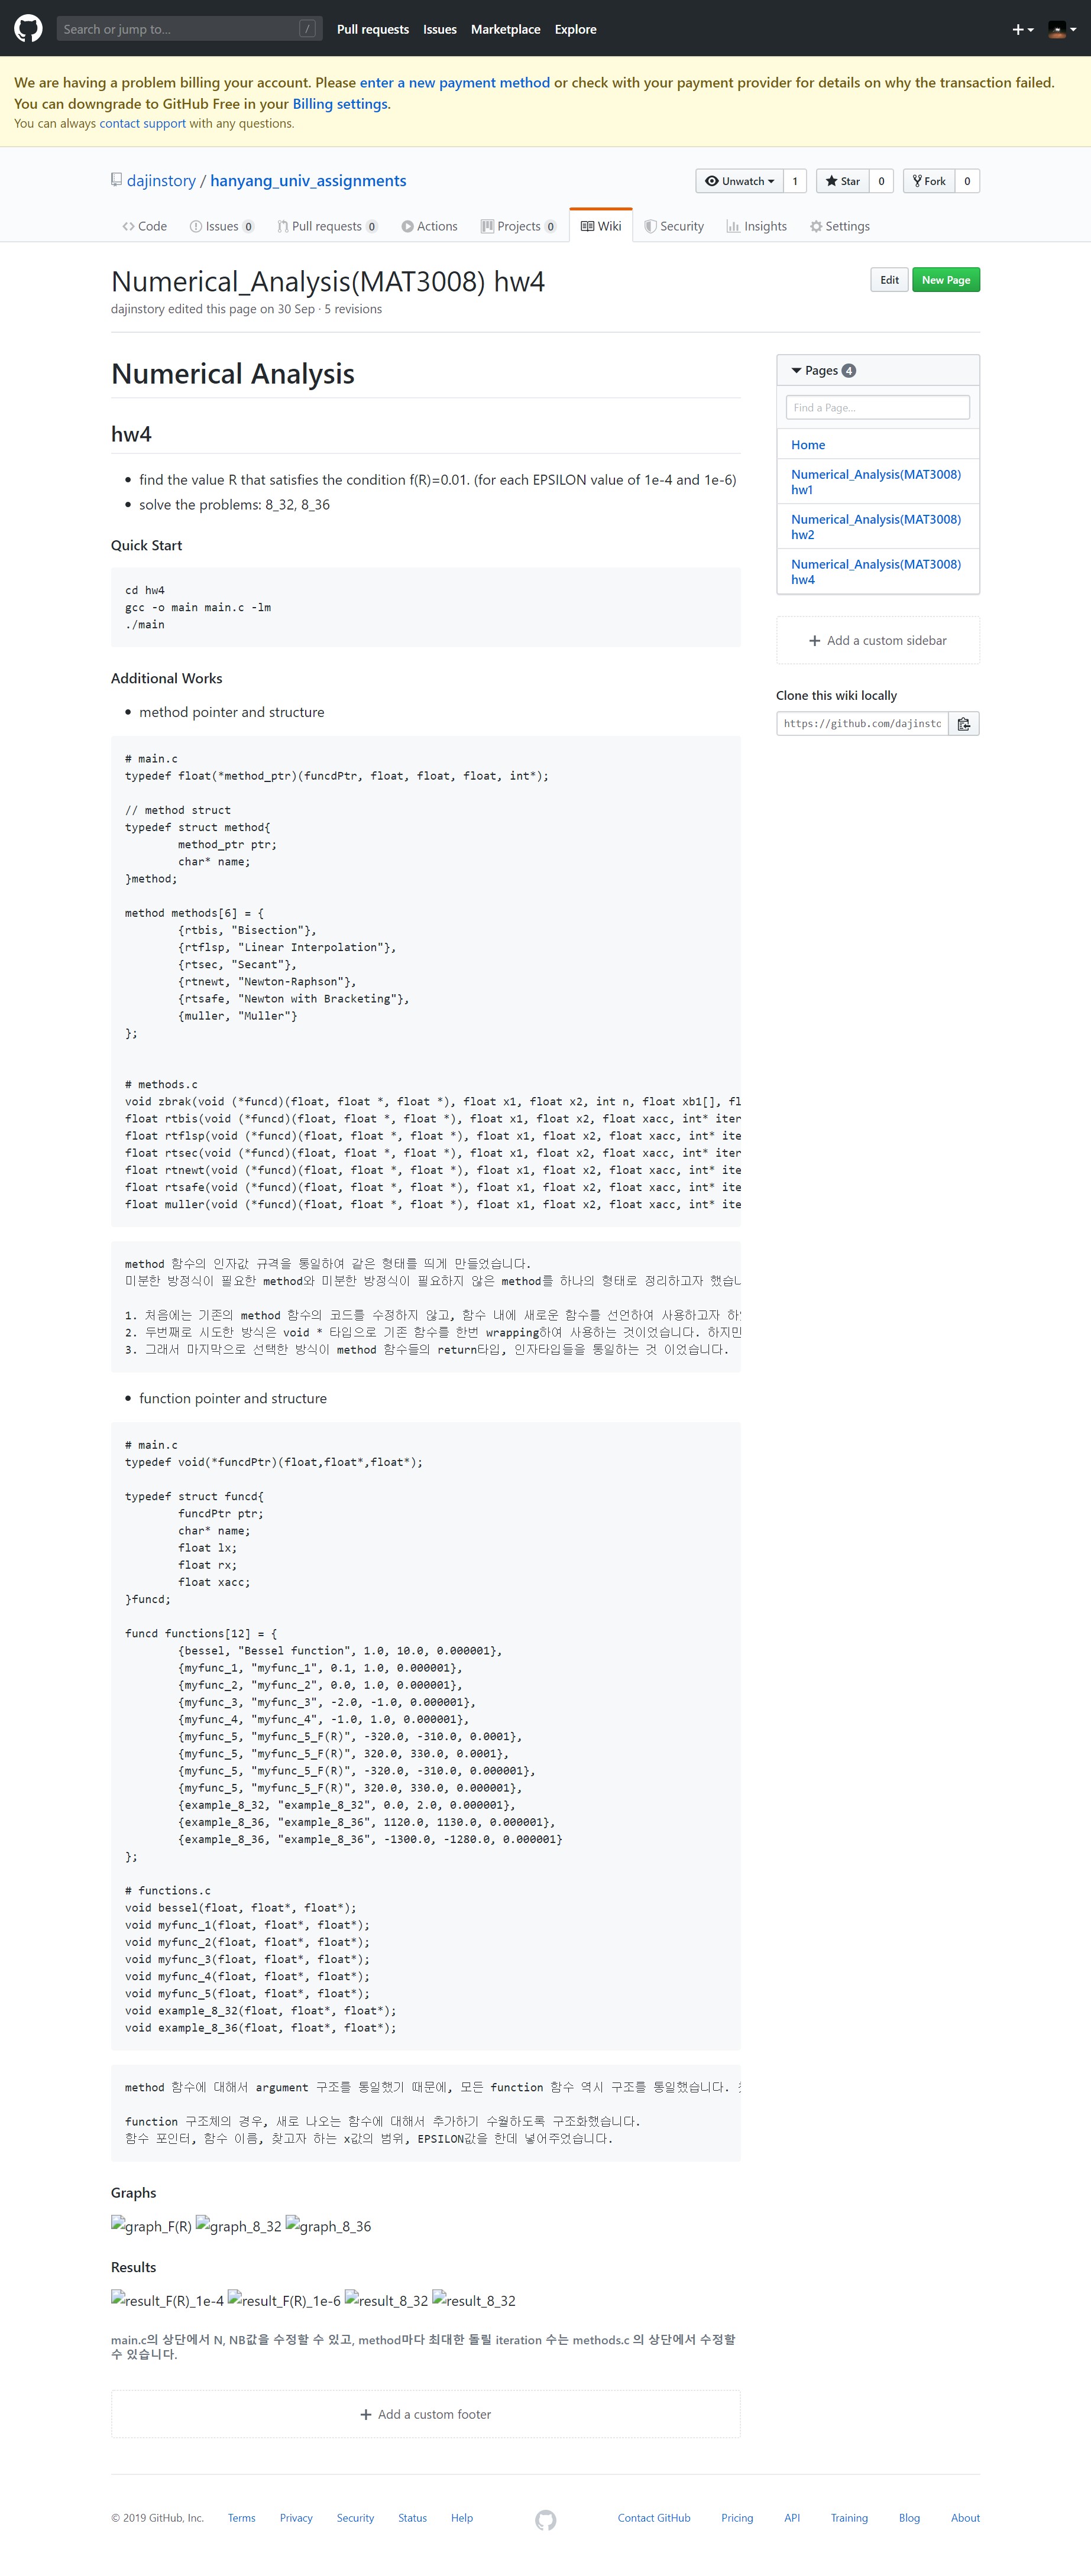 Search or jump to...
/
Pull requests Issues Marketplace Explore
We are having a problem billing your account. Please enter a new payment method or check with your payment provider for details on why the transaction failed.
You can downgrade to GitHub Free in your Billing settings.
You can always contact support with any questions.
dajinstory / hanyang_univ_assignments
Unwatch 1 Star 0 Fork 0
Code Issues 0 Pull requests 0 Actions Projects 0 Wiki Security Insights Settings
Numerical_Analysis(MAT3008) hw4
Edit New Page
dajinstory edited this page on 30 Sep · 5 revisions
Numerical Analysis
hw4
• find the value R that satisfies the condition f(R)=0.01. (for each EPSILON value of 1e-4 and 1e-6)
• solve the problems: 8_32, 8_36
Quick Start
cd hw4
gcc -o main main.c -lm
./main
Additional Works
• method pointer and structure
# main.c
typedef float(*method_ptr)(funcdPtr, float, float, float, int*);
// method struct
typedef struct method{
method_ptr ptr;
char* name;
}method;
method methods[6] = {
{rtbis, "Bisection"},
{rtflsp, "Linear Interpolation"},
{rtsec, "Secant"},
{rtnewt, "Newton-Raphson"},
{rtsafe, "Newton with Bracketing"},
{muller, "Muller"}
};
# methods.c
void zbrak(void (*funcd)(float, float *, float *), float x1, float x2, int n, float xb1[], fl
float rtbis(void (*funcd)(float, float *, float *), float x1, float x2, float xacc, int* iter
float rtflsp(void (*funcd)(float, float *, float *), float x1, float x2, float xacc, int* ite
float rtsec(void (*funcd)(float, float *, float *), float x1, float x2, float xacc, int* iter
float rtnewt(void (*funcd)(float, float *, float *), float x1, float x2, float xacc, int* ite
float rtsafe(void (*funcd)(float, float *, float *), float x1, float x2, float xacc, int* ite
float muller(void (*funcd)(float, float *, float *), float x1, float x2, float xacc, int* ite
method 함수의 인자값 규격을 통일하여 같은 형태를 띄게 만들었습니다.
미분한 방정식이 필요한 method와 미분한 방정식이 필요하지 않은 method를 하나의 형태로 정리하고자 했습
1. 처음에는 기존의 method 함수의 코드를 수정하지 않고, 함수 내에 새로운 함수를 선언하여 사용하고자
2. 두번째로 시도한 방식은 void * 타입으로 기존 함수를 한번 wrapping하여 사용하는 것이었습니다. 하지만
3. 그래서 마지막으로 선택한 방식이 method 함수들의 return타입, 인자타입들을 통일하는 것 이었습니다.
• function pointer and structure
# main.c
typedef void(*funcdPtr)(float,float*,float*);
typedef struct funcd{
funcdPtr ptr;
char* name;
float lx;
float rx;
float xacc;
}funcd;
funcd functions[12] = {
{bessel, "Bessel function", 1.0, 10.0, 0.000001},
{myfunc_1, "myfunc_1", 0.1, 1.0, 0.000001},
{myfunc_2, "myfunc_2", 0.0, 1.0, 0.000001},
{myfunc_3, "myfunc_3", -2.0, -1.0, 0.000001},
{myfunc_4, "myfunc_4", -1.0, 1.0, 0.000001},
{myfunc_5, "myfunc_5_F(R)", -320.0, -310.0, 0.0001},
{myfunc_5, "myfunc_5_F(R)", 320.0, 330.0, 0.0001},
{myfunc_5, "myfunc_5_F(R)", -320.0, -310.0, 0.000001},
{myfunc_5, "myfunc_5_F(R)", 320.0, 330.0, 0.000001},
{example_8_32, "example_8_32", 0.0, 2.0, 0.000001},
{example_8_36, "example_8_36", 1120.0, 1130.0, 0.000001},
{example_8_36, "example_8_36", -1300.0, -1280.0, 0.000001}
};
# functions.c
void bessel(float, float*, float*);
void myfunc_1(float, float*, float*);
void myfunc_2(float, float*, float*);
void myfunc_3(float, float*, float*);
void myfunc_4(float, float*, float*);
void myfunc_5(float, float*, float*);
void example_8_32(float, float*, float*);
void example_8_36(float, float*, float*);
method 함수에 대해서 argument 구조를 통일했기 때문에, 모든 function 함수 역시 구조를 통일했습니다.
function 구조체의 경우, 새로 나오는 함수에 대해서 추가하기 수월하도록 구조화했습니다.
함수 포인터, 함수 이름, 찾고자 하는 x값의 범위, EPSILON값을 한데 넣어주었습니다.
Graphs
graph_F(R) graph_8_32 graph_8_36
Results
result_F(R)_1e-4 result_F(R)_1e-6 result_8_32 result_8_32
main.c의 상단에서 N, NB값을 수정할 수 있고, method마다 최대한 돌릴 iteration 수는 methods.c 의 상단에서 수정할
수 있습니다.
Add a custom footer
Pages 4
Find a Page...
Home
Numerical_Analysis(MAT3008)
hw1
Numerical_Analysis(MAT3008)
hw2
Numerical_Analysis(MAT3008)
hw4
Add a custom sidebar
Clone this wiki locally
https://github.com/dajinstc
© 2019 GitHub, Inc. Terms Privacy Security Status Help Contact GitHub Pricing API Training Blog About